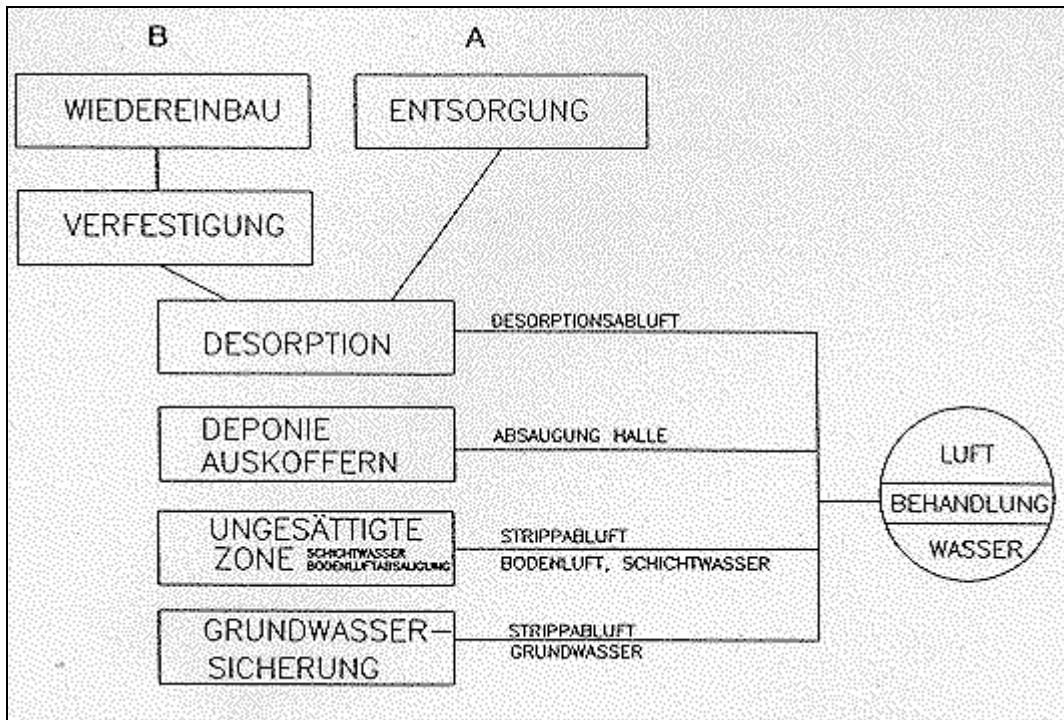 B
A
WIEDEREINBAU
ENTSORGUNG
VERFESTIGUNG
DESORPTION
DESORPTIONSABLUFT
DEPONIE
AUSKOFFERN
ABSAUGUNG HALLE
UNGESÄTTIGTE
ZONE SCHICHTWASSER
BODENLUFTABSAUGUNG
STRIPPABLUFT
BODENLUFT, SCHICHTWASSER
GRUNDWASSER-
SICHERUNG
STRIPPABLUFT
GRUNDWASSER
LUFT
BEHANDLUNG
WASSER